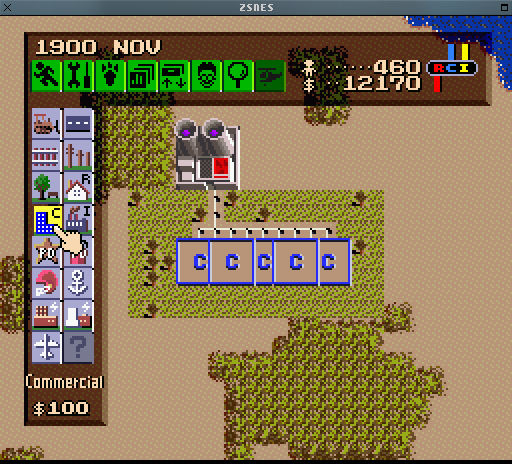 ZSNES
1900 NOV
460
$ 12170
RCI
R
C
I
C C C C C
?
Commercial
$100